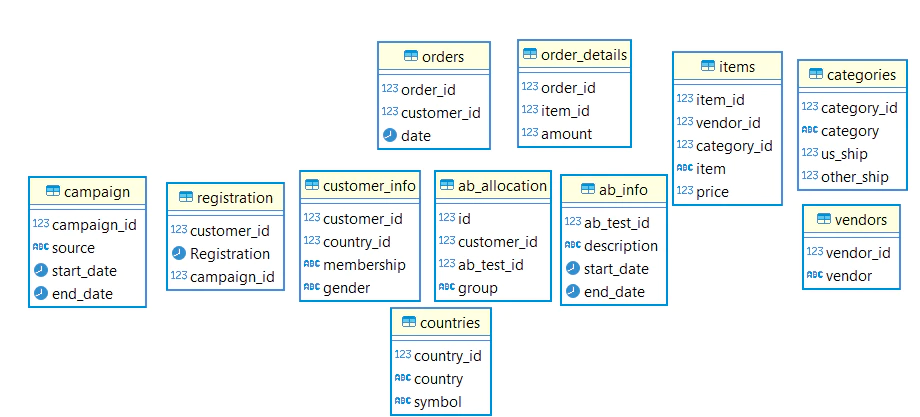 orders
123 order_id
123 customer_id
date
order_details
123 order_id
123 item_id
123 amount
items
123 item_id
123 vendor_id
123 category_id
ABC item
123 price
categories
123 category_id
ABC category
123 us_ship
123 other_ship
campaign
123 campaign_id
ABC source
start_date
end_date
registration
123 customer_id
Registration
123 campaign_id
customer_info
123 customer_id
123 country_id
ABC membership
ABC gender
ab_allocation
123 id
123 customer_id
123 ab_test_id
ABC group
ab_info
123 ab_test_id
ABC description
start_date
end_date
vendors
123 vendor_id
ABC vendor
countries
123 country_id
ABC country
ABC symbol